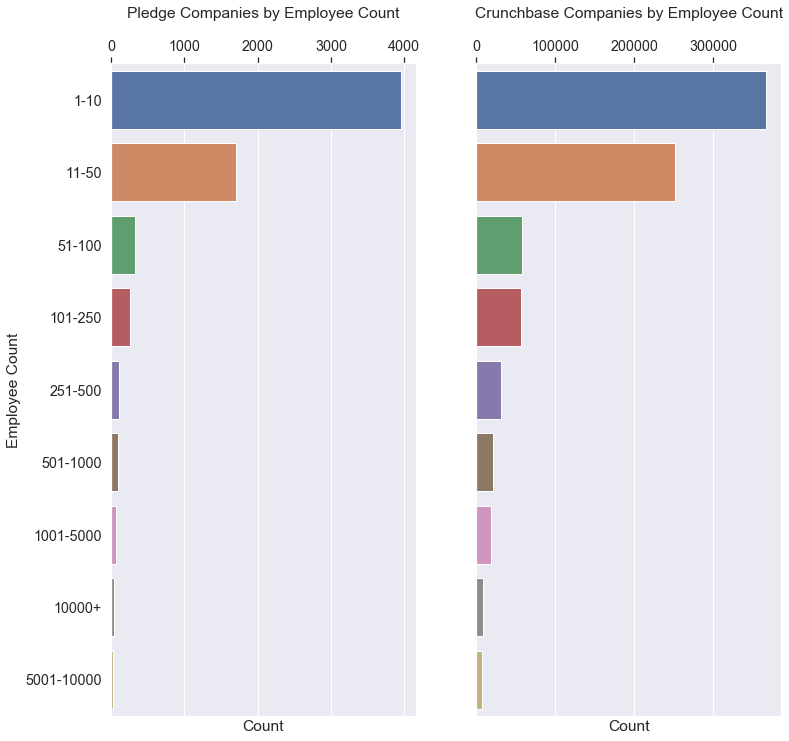 Pledge Companies by Employee Count
0 1000 2000 3000 4000
Employee Count
1-10
11-50
51-100
101-250
251-500
501-1000
1001-5000
10000+
5001-10000
Count
Crunchbase Companies by Employee Count
0 100000 200000 300000
Count